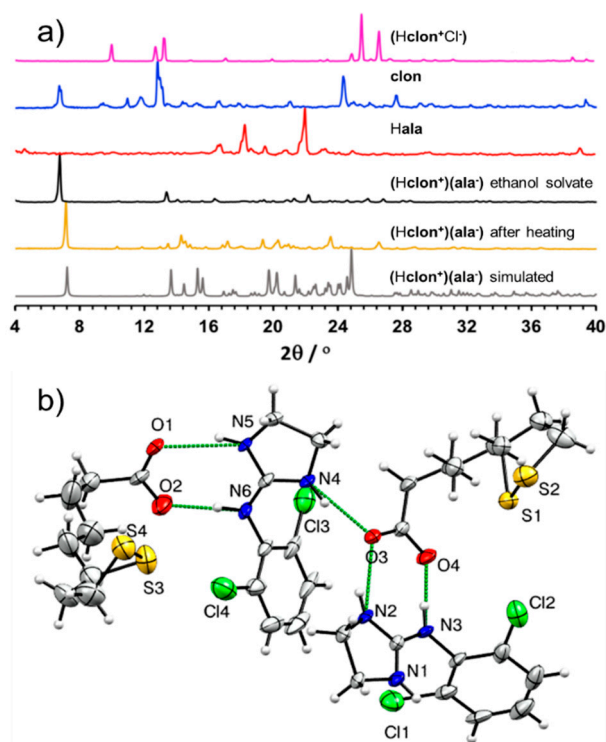 a)
(Hclon⁺Cl⁻)
clon
Hala
(Hclon⁺)(ala⁻) ethanol solvate
(Hclon⁺)(ala⁻) after heating
(Hclon⁺)(ala⁻) simulated
4 8 12 16 20 24 28 32 36 40
2θ / °
b)
O1
N5
O2
N6
N4
S2
S4
Cl3
S1
S3
O3
O4
Cl4
N2
Cl2
N3
N1
Cl1